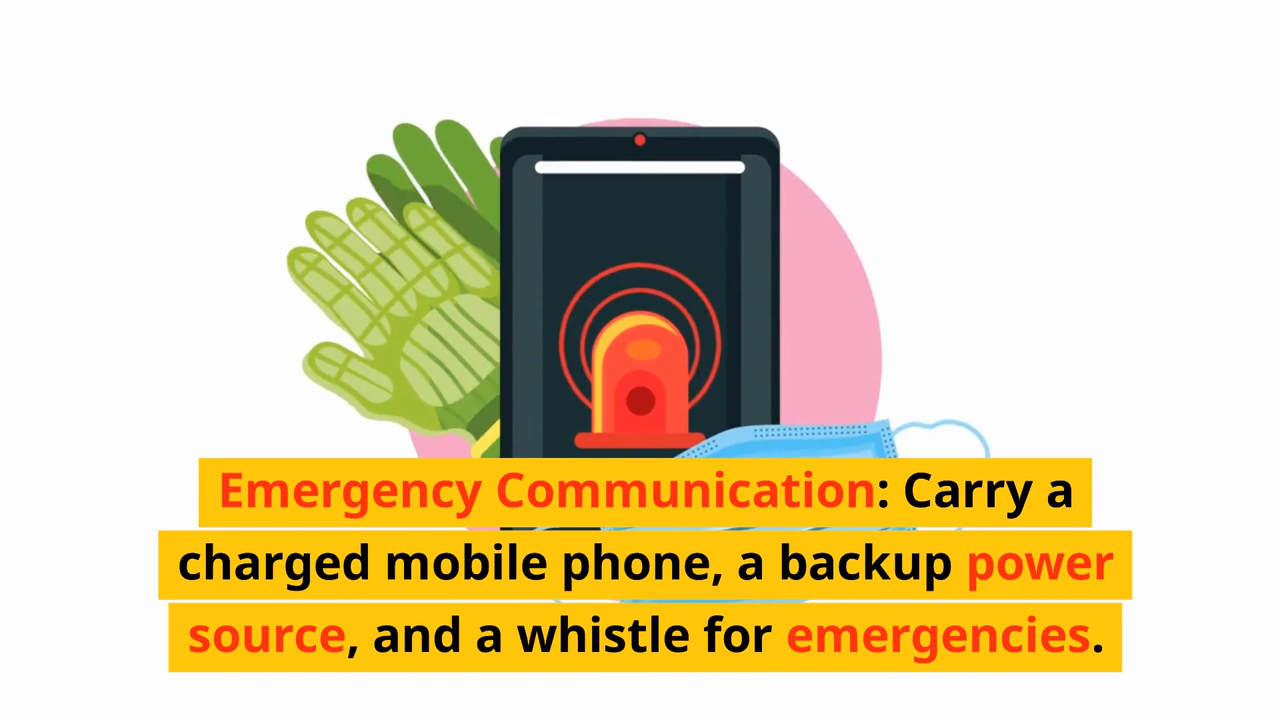 Emergency Communication: Carry a
charged mobile phone, a backup power
source, and a whistle for emergencies.